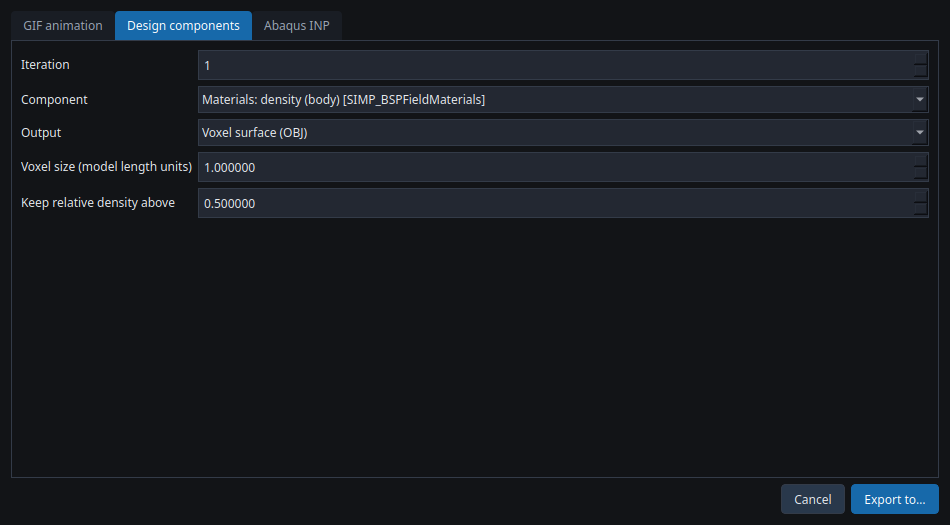 GIF animation Design components Abaqus INP
Iteration 1
Component Materials: density (body) [SIMP_BSPFieldMaterials]
Output Voxel surface (OBJ)
Voxel size (model length units) 1.000000
Keep relative density above 0.500000
Cancel Export to...